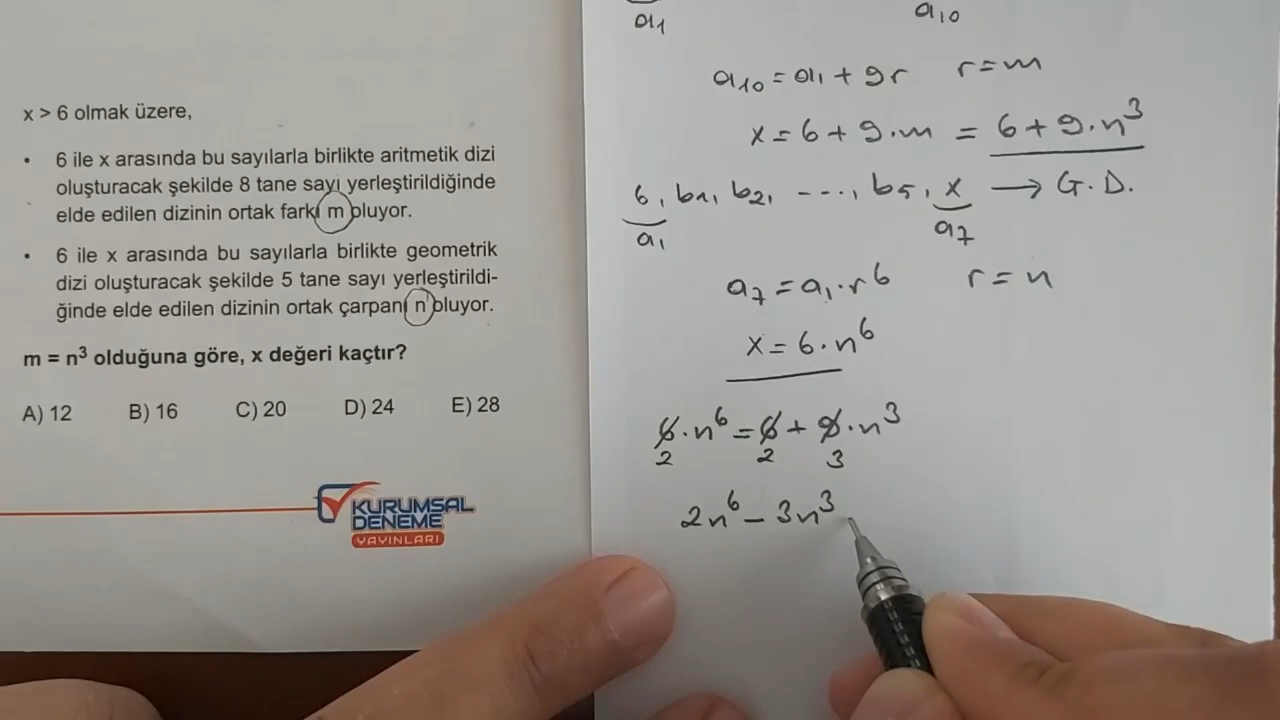 x > 6 olmak üzere,
• 6 ile x arasında bu sayılarla birlikte aritmetik dizi
oluşturacak şekilde 8 tane sayı yerleştirildiğinde
elde edilen dizinin ortak farkı m oluyor.
• 6 ile x arasında bu sayılarla birlikte geometrik
dizi oluşturacak şekilde 5 tane sayı yerleştirildi-
ğinde elde edilen dizinin ortak çarpanı n oluyor.
m = n³ olduğuna göre, x değeri kaçtır?
A) 12 B) 16 C) 20 D) 24 E) 28
KURUMSAL
DENEME
YAYINLARI
a₁ a₁₀
a₁₀ = a₁ + 9r r = m
x = 6 + 9·m = 6 + 9·n³
6, b₁, b₂, ---, b₅, x → G.D.
a₁ a₇
a₇ = a₁·r⁶ r = n
x = 6·n⁶
6·n⁶ = 6 + 9·n³
2 2 3
2n⁶ − 3n³